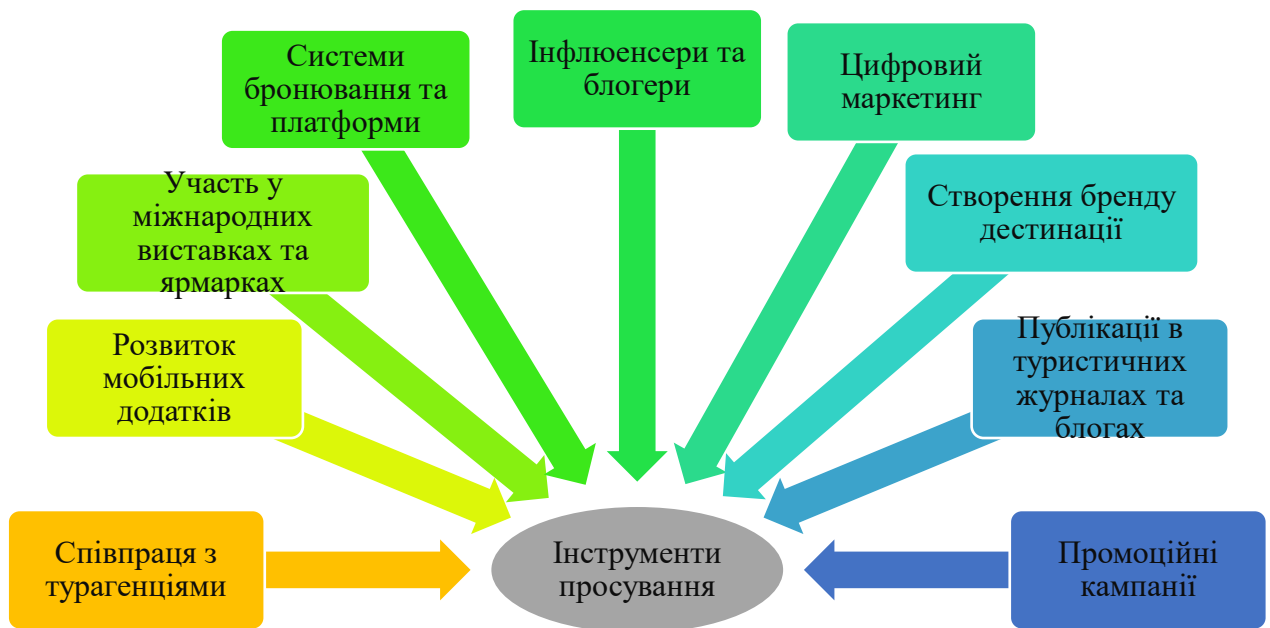 Системи
бронювання та
платформи
Інфлюенсери та
блогери
Цифровий
маркетинг
Участь у
міжнародних
виставках та
ярмарках
Створення бренду
дестинації
Розвиток
мобільних
додатків
Публікації в
туристичних
журналах та
блогах
Співпраця з
турагенціями
Інструменти
просування
Промоційні
кампанії